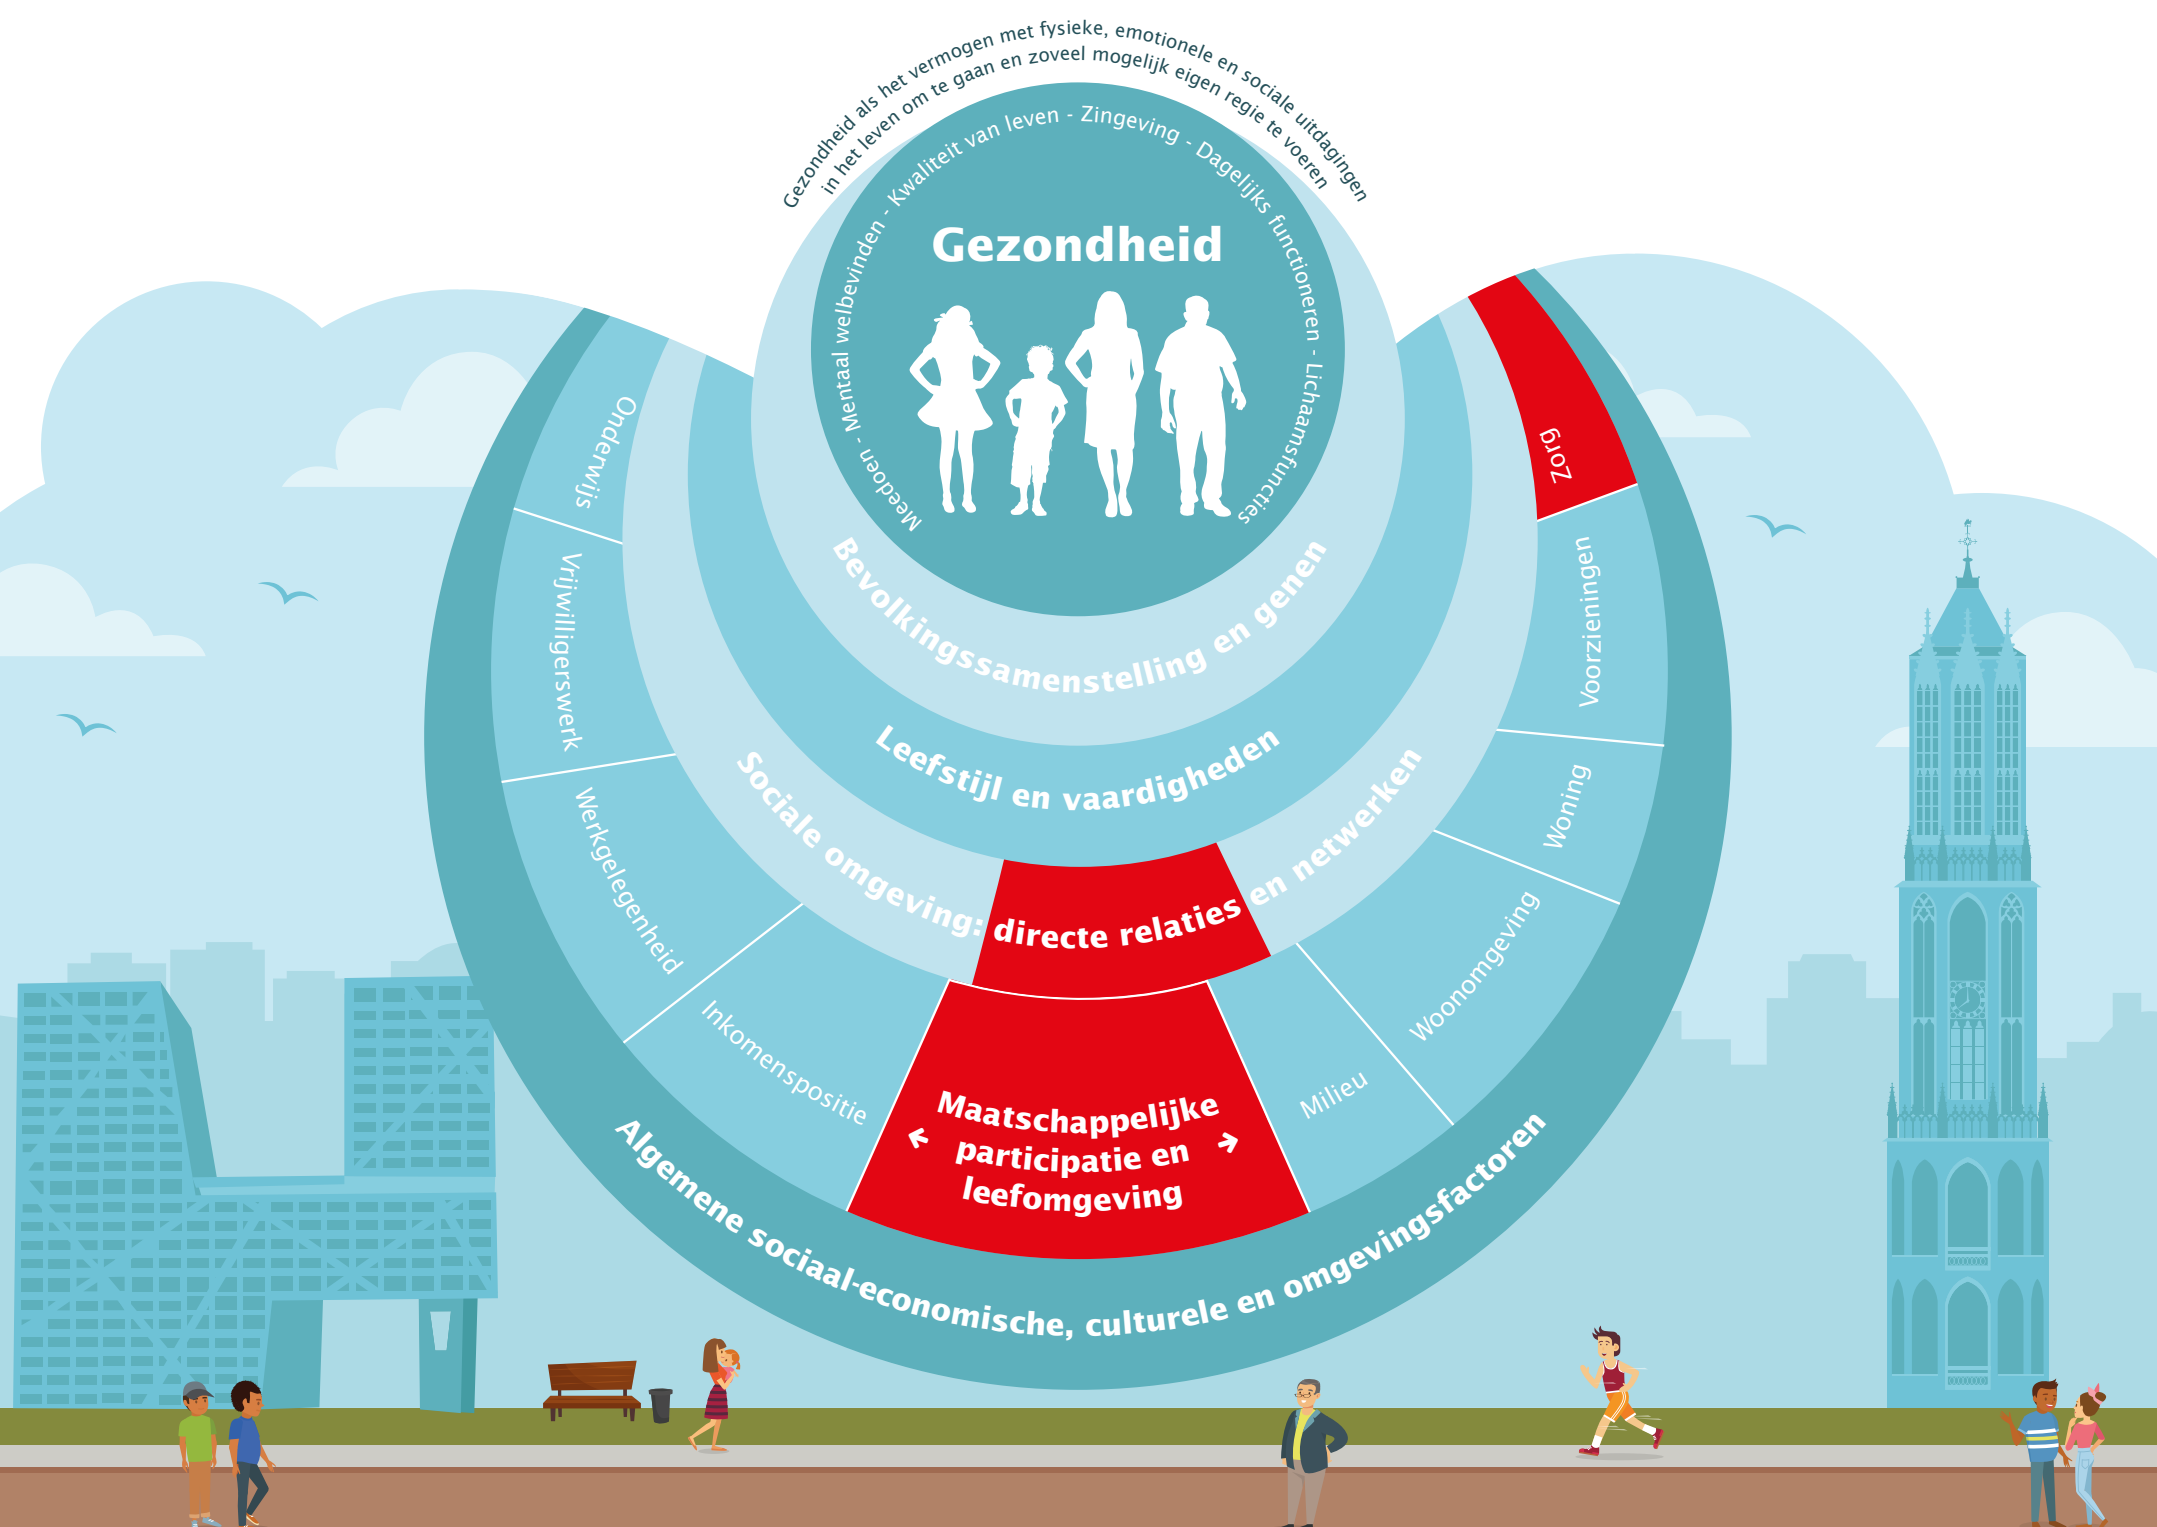 Gezondheid als het vermogen met fysieke, emotionele en sociale uitdagingen
in het leven om te gaan en zoveel mogelijk eigen regie te voeren
Meedoen - Mentaal welbevinden - Kwaliteit van leven - Zingeving - Dagelijks functioneren - Lichaamsfuncties
Gezondheid
Bevolkingssamenstelling en genen
Leefstijl en vaardigheden
Sociale omgeving: directe relaties en netwerken
Onderwijs
Vrijwilligerswerk
Werkgelegenheid
Inkomenspositie
Maatschappelijke
participatie en
leefomgeving
Milieu
Woonomgeving
Woning
Voorzieningen
Zorg
Algemene sociaal-economische, culturele en omgevingsfactoren